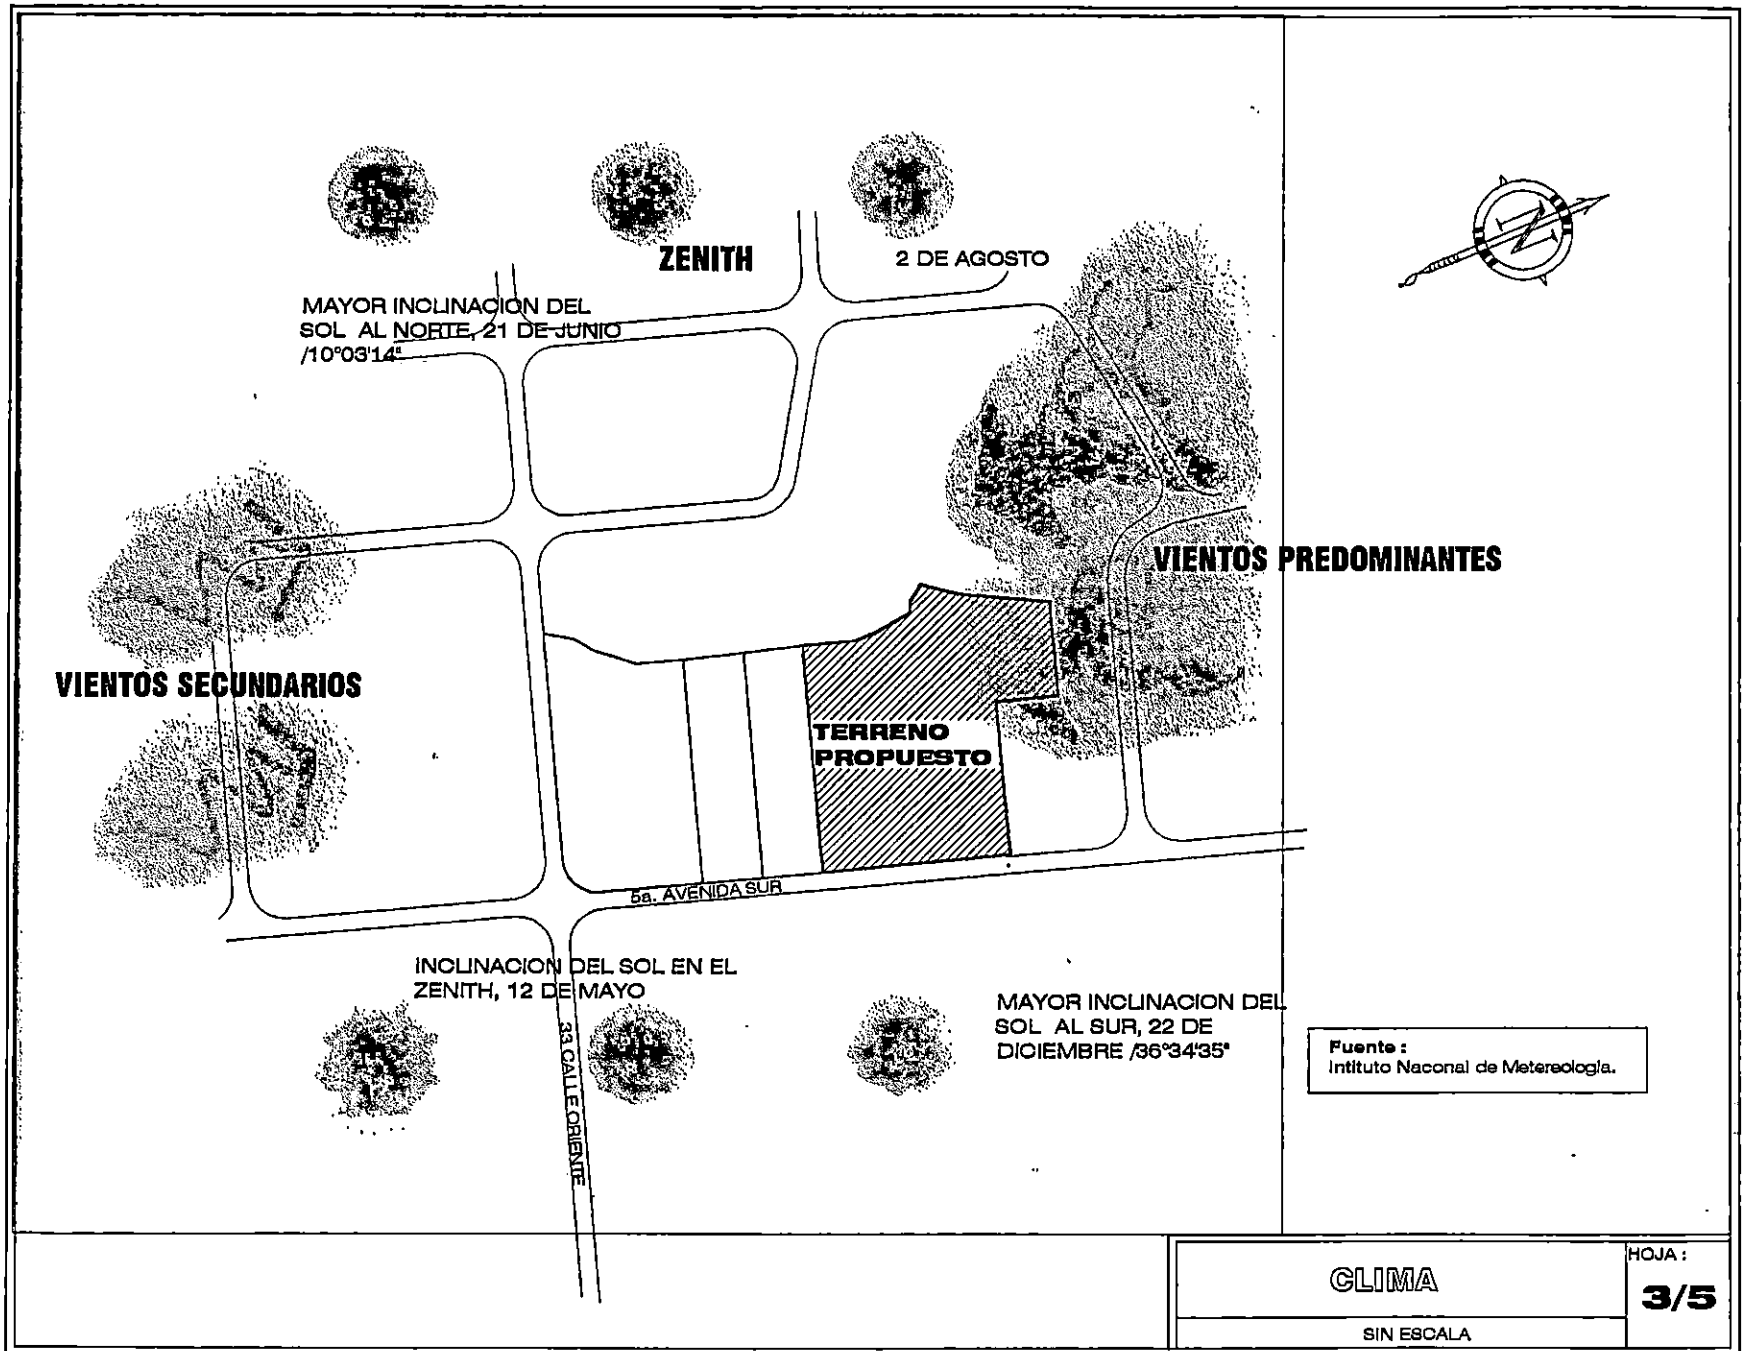 ZENITH
2 DE AGOSTO
MAYOR INCLINACION DEL
SOL AL NORTE, 21 DE JUNIO
/10°03'14"
N
VIENTOS PREDOMINANTES
VIENTOS SECUNDARIOS
TERRENO
PROPUESTO
5a. AVENIDA SUR
INCLINACION DEL SOL EN EL
ZENITH, 12 DE MAYO
33 CALLE ORIENTE
MAYOR INCLINACION DEL
SOL AL SUR, 22 DE
DICIEMBRE /36°34'35"
Fuente :
Intituto Naconal de Metereologia.
CLIMA
SIN ESCALA
HOJA :
3/5